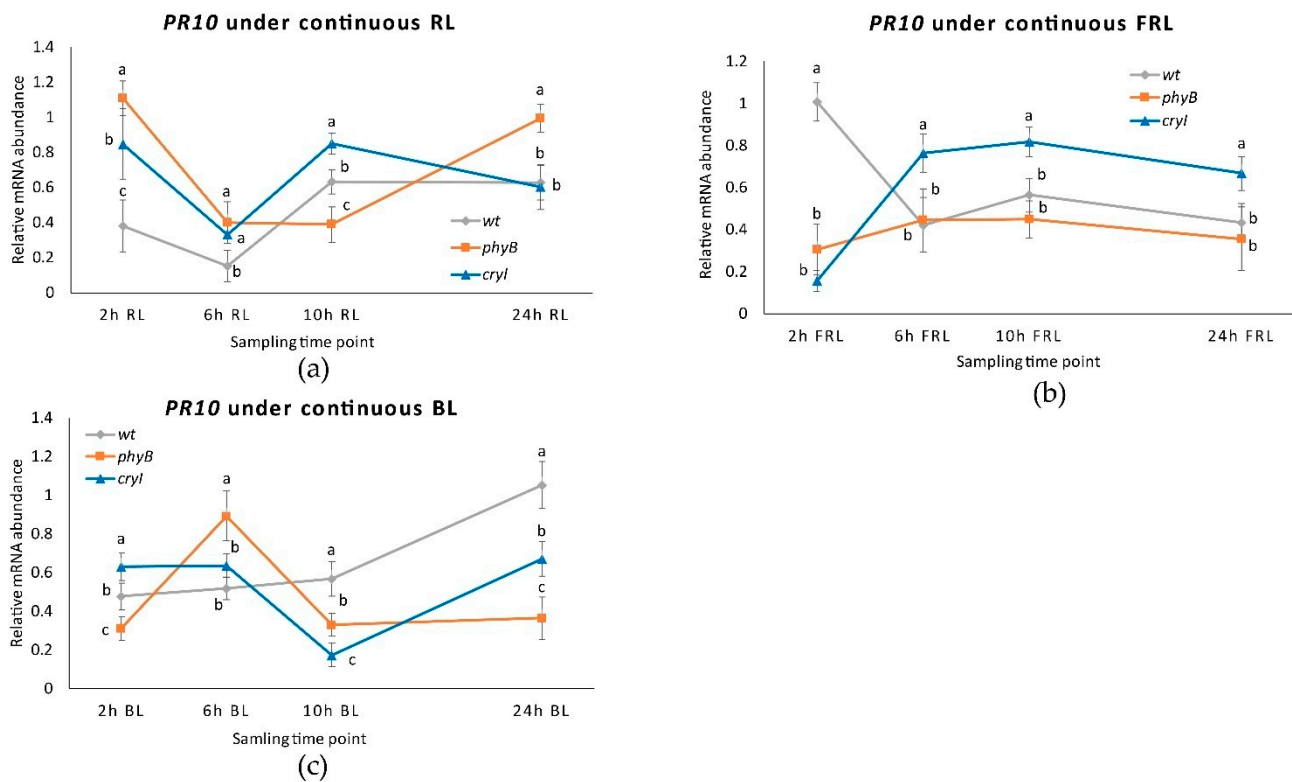 PR10 under continuous RL
Relative mRNA abundance
1.4
1.2
1
0.8
0.6
0.4
0.2
0
a
b
c
a
a
b
a
b
c
a
b
b
wt
phyB
cryI
2h RL 6h RL 10h RL 24h RL
Sampling time point
(a)
PR10 under continuous FRL
Relative mRNA abundance
1.2
1
0.8
0.6
0.4
0.2
0
a
b
b
a
b
b
a
b
b
a
b
b
wt
phyB
cryI
2h FRL 6h FRL 10h FRL 24h FRL
Sampling time point
(b)
PR10 under continuous BL
Relative mRNA abundance
1.4
1.2
1
0.8
0.6
0.4
0.2
0
wt
phyB
cryI
a
b
c
a
b
b
a
b
c
a
b
c
2h BL 6h BL 10h BL 24h BL
Samling time point
(c)